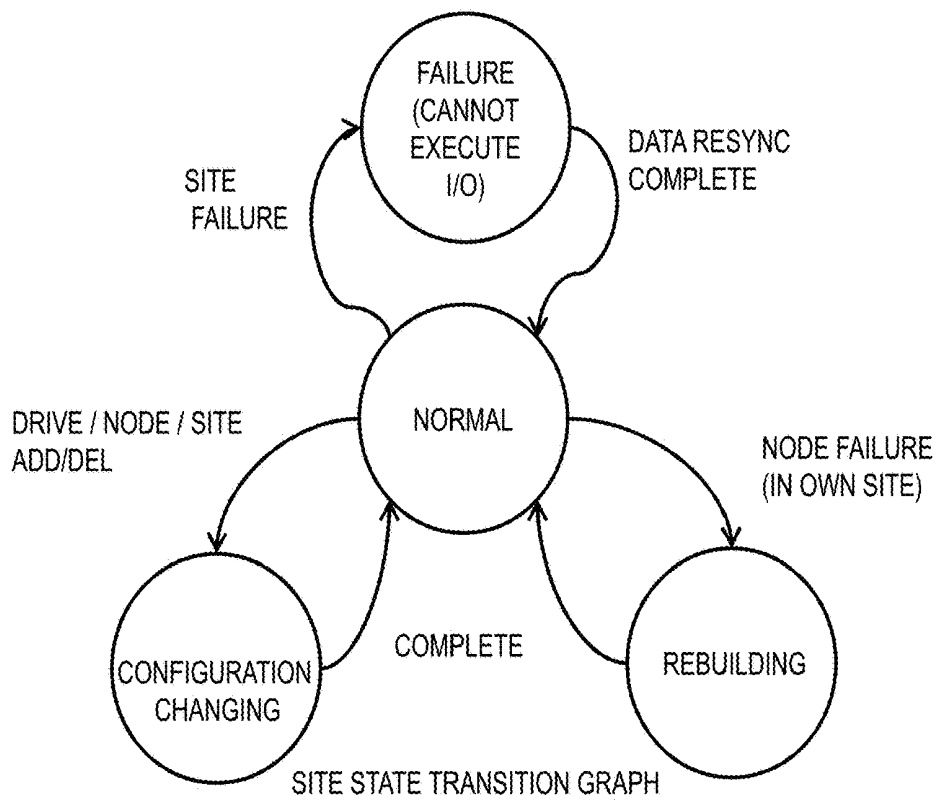 FAILURE
(CANNOT
EXECUTE
I/O)
DATA RESYNC
COMPLETE
SITE
FAILURE
NORMAL
DRIVE / NODE / SITE
ADD/DEL
NODE FAILURE
(IN OWN SITE)
COMPLETE
CONFIGURATION
CHANGING
REBUILDING
SITE STATE TRANSITION GRAPH